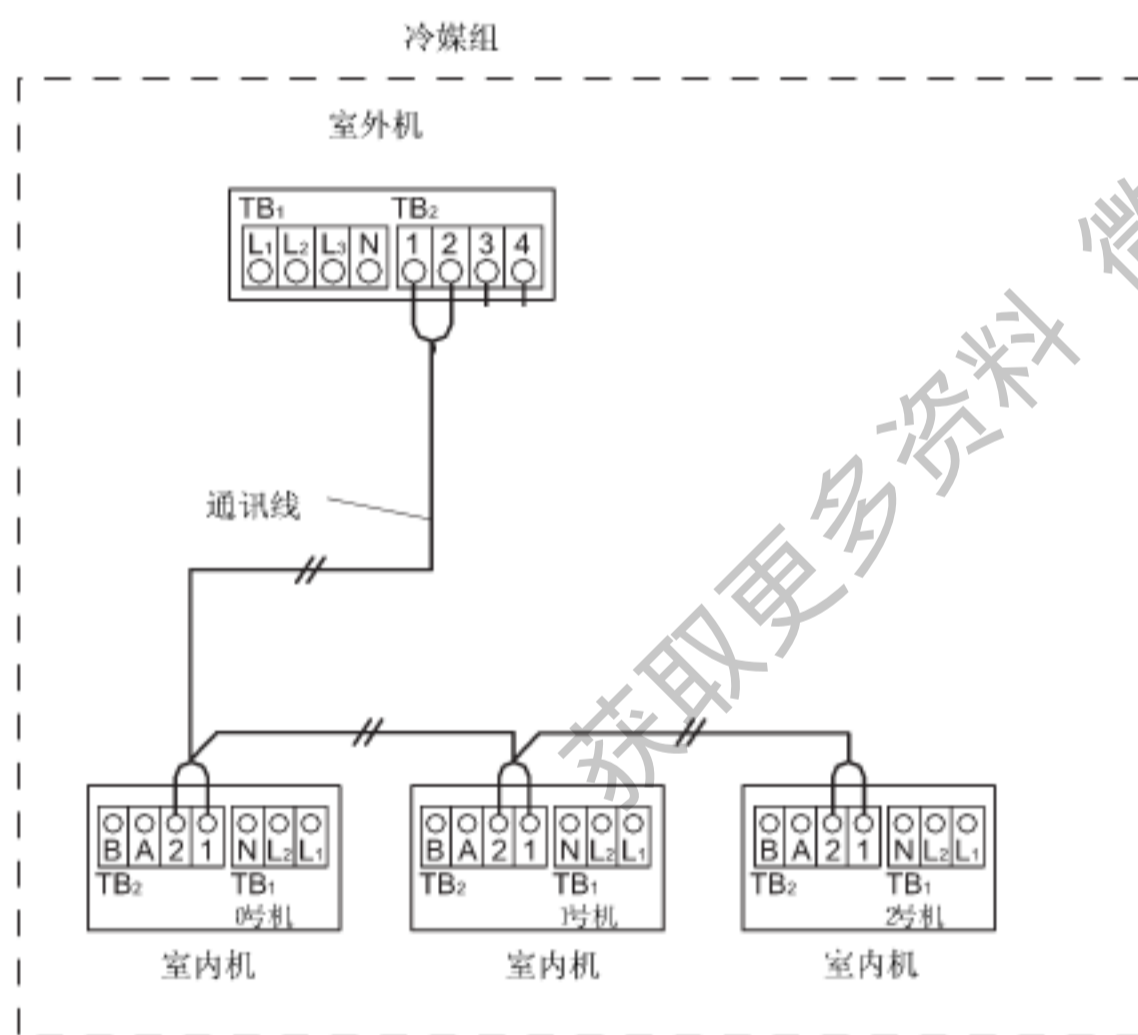 冷媒组
室外机
TB₁ TB₂
L₁ L₂ L₃ N 1 2 3 4
通讯线
B A 2 1 N L₂ L₁
TB₂ TB₁
0号机
室内机
B A 2 1 N L₂ L₁
TB₂ TB₁
1号机
室内机
B A 2 1 N L₂ L₁
TB₂ TB₁
2号机
室内机
获取更多资料